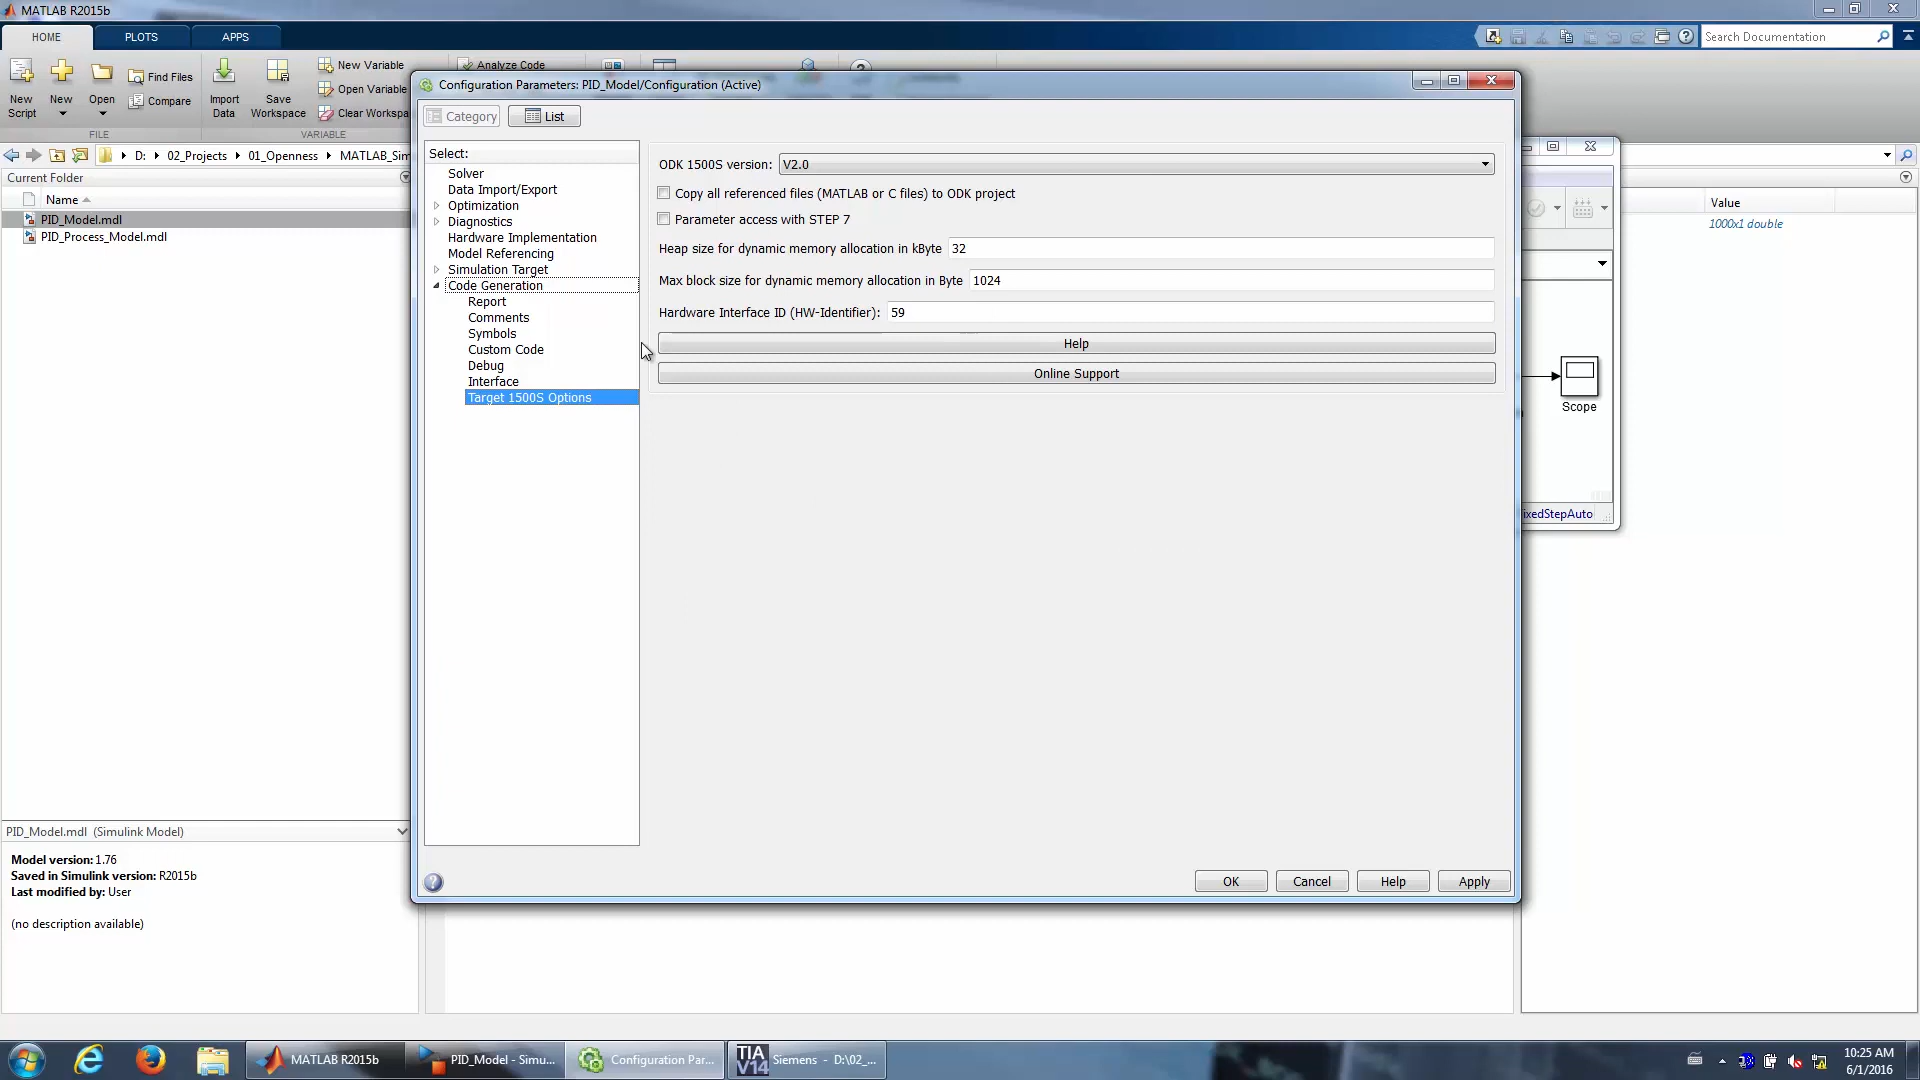 MATLAB R2015b
HOME
PLOTS
APPS
Search Documentation
New
Script
New
Open
Find Files
Compare
Import
Data
Save
Workspace
New Variable
Open Variable
Clear Workspa
Analyze Code
FILE
VARIABLE
D:
02_Projects
01_Openness
MATLAB_Sim
Current Folder
Name
PID_Model.mdl
PID_Process_Model.mdl
PID_Model.mdl (Simulink Model)
Model version: 1.76
Saved in Simulink version: R2015b
Last modified by: User
(no description available)
Configuration Parameters: PID_Model/Configuration (Active)
Category
List
Select:
Solver
Data Import/Export
Optimization
Diagnostics
Hardware Implementation
Model Referencing
Simulation Target
Code Generation
Report
Comments
Symbols
Custom Code
Debug
Interface
Target 1500S Options
ODK 1500S version: V2.0
Copy all referenced files (MATLAB or C files) to ODK project
Parameter access with STEP 7
Heap size for dynamic memory allocation in kByte 32
Max block size for dynamic memory allocation in Byte 1024
Hardware Interface ID (HW-Identifier): 59
Help
Online Support
OK
Cancel
Help
Apply
Value
1000x1 double
Scope
ixedStepAuto
MATLAB R2015b
PID_Model - Simu...
Configuration Par...
TIA
V14
Siemens - D:\02_...
10:25 AM
6/1/2016